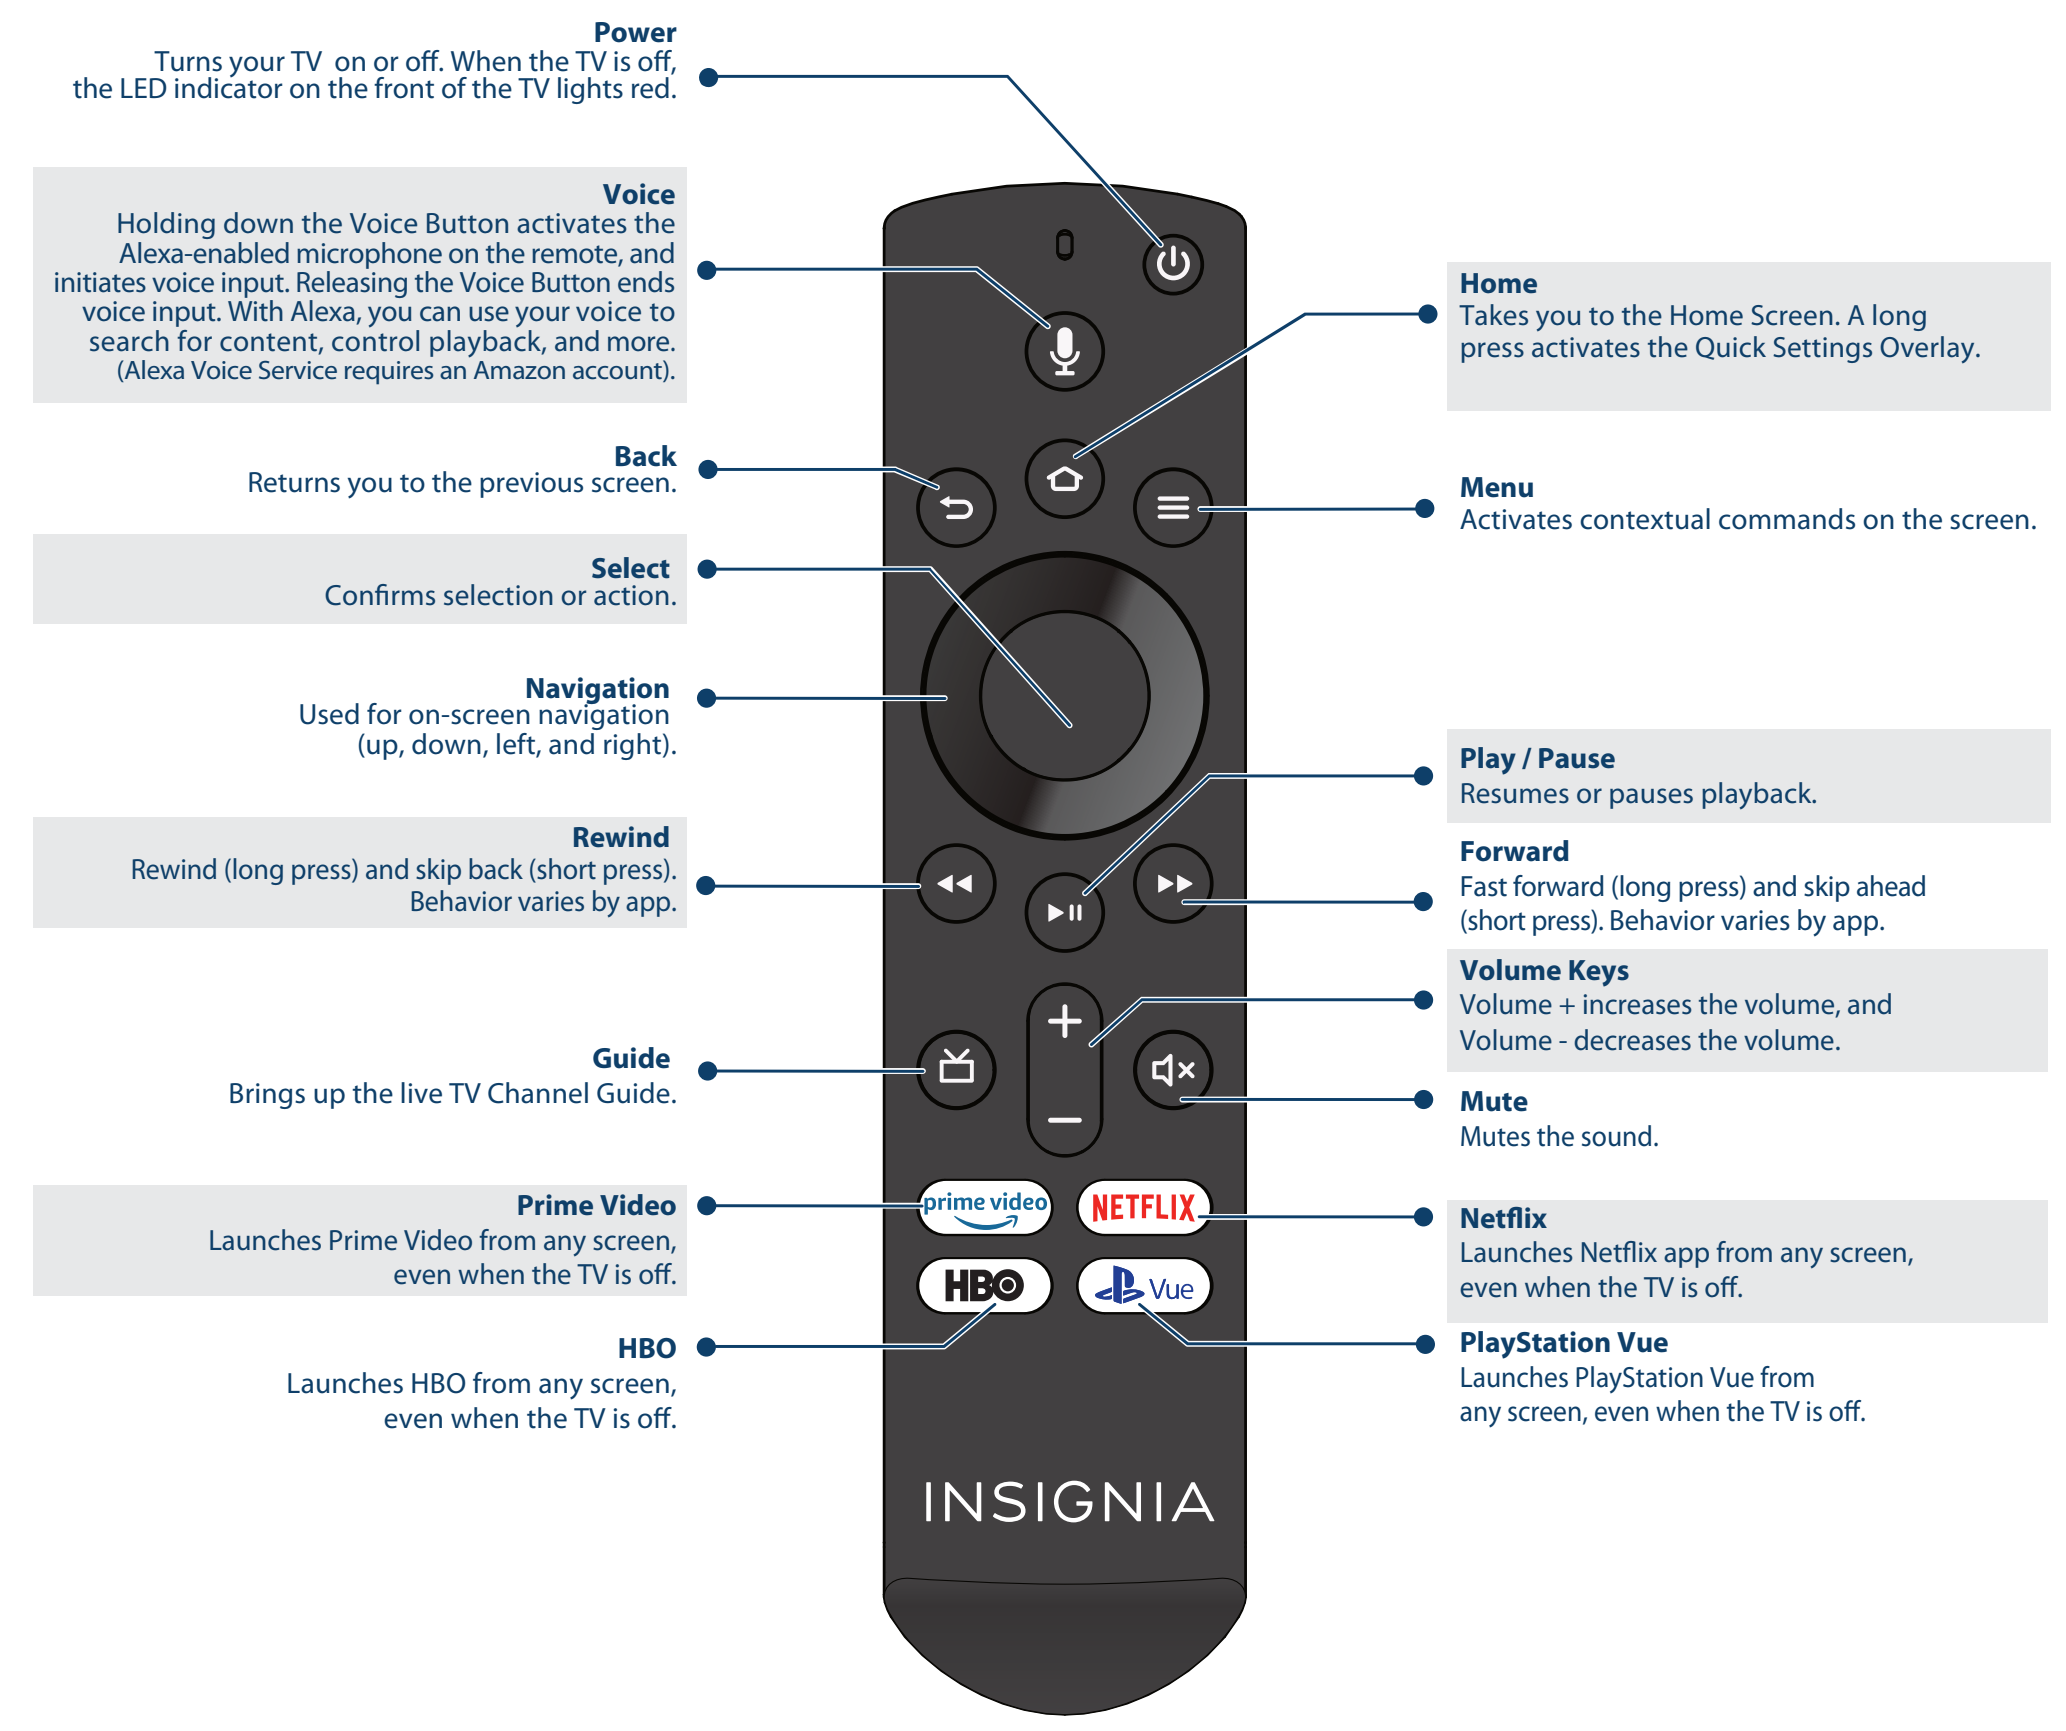 Power
Turns your TV on or off. When the TV is off,
the LED indicator on the front of the TV lights red.
Voice
Holding down the Voice Button activates the
Alexa-enabled microphone on the remote, and
initiates voice input. Releasing the Voice Button ends
voice input. With Alexa, you can use your voice to
search for content, control playback, and more.
(Alexa Voice Service requires an Amazon account).
Back
Returns you to the previous screen.
Select
Confirms selection or action.
Navigation
Used for on-screen navigation
(up, down, left, and right).
Rewind
Rewind (long press) and skip back (short press).
Behavior varies by app.
Guide
Brings up the live TV Channel Guide.
Prime Video
Launches Prime Video from any screen,
even when the TV is off.
HBO
Launches HBO from any screen,
even when the TV is off.
prime video
NETFLIX
HBO
Vue
INSIGNIA
Home
Takes you to the Home Screen. A long
press activates the Quick Settings Overlay.
Menu
Activates contextual commands on the screen.
Play / Pause
Resumes or pauses playback.
Forward
Fast forward (long press) and skip ahead
(short press). Behavior varies by app.
Volume Keys
Volume + increases the volume, and
Volume - decreases the volume.
Mute
Mutes the sound.
Netflix
Launches Netflix app from any screen,
even when the TV is off.
PlayStation Vue
Launches PlayStation Vue from
any screen, even when the TV is off.